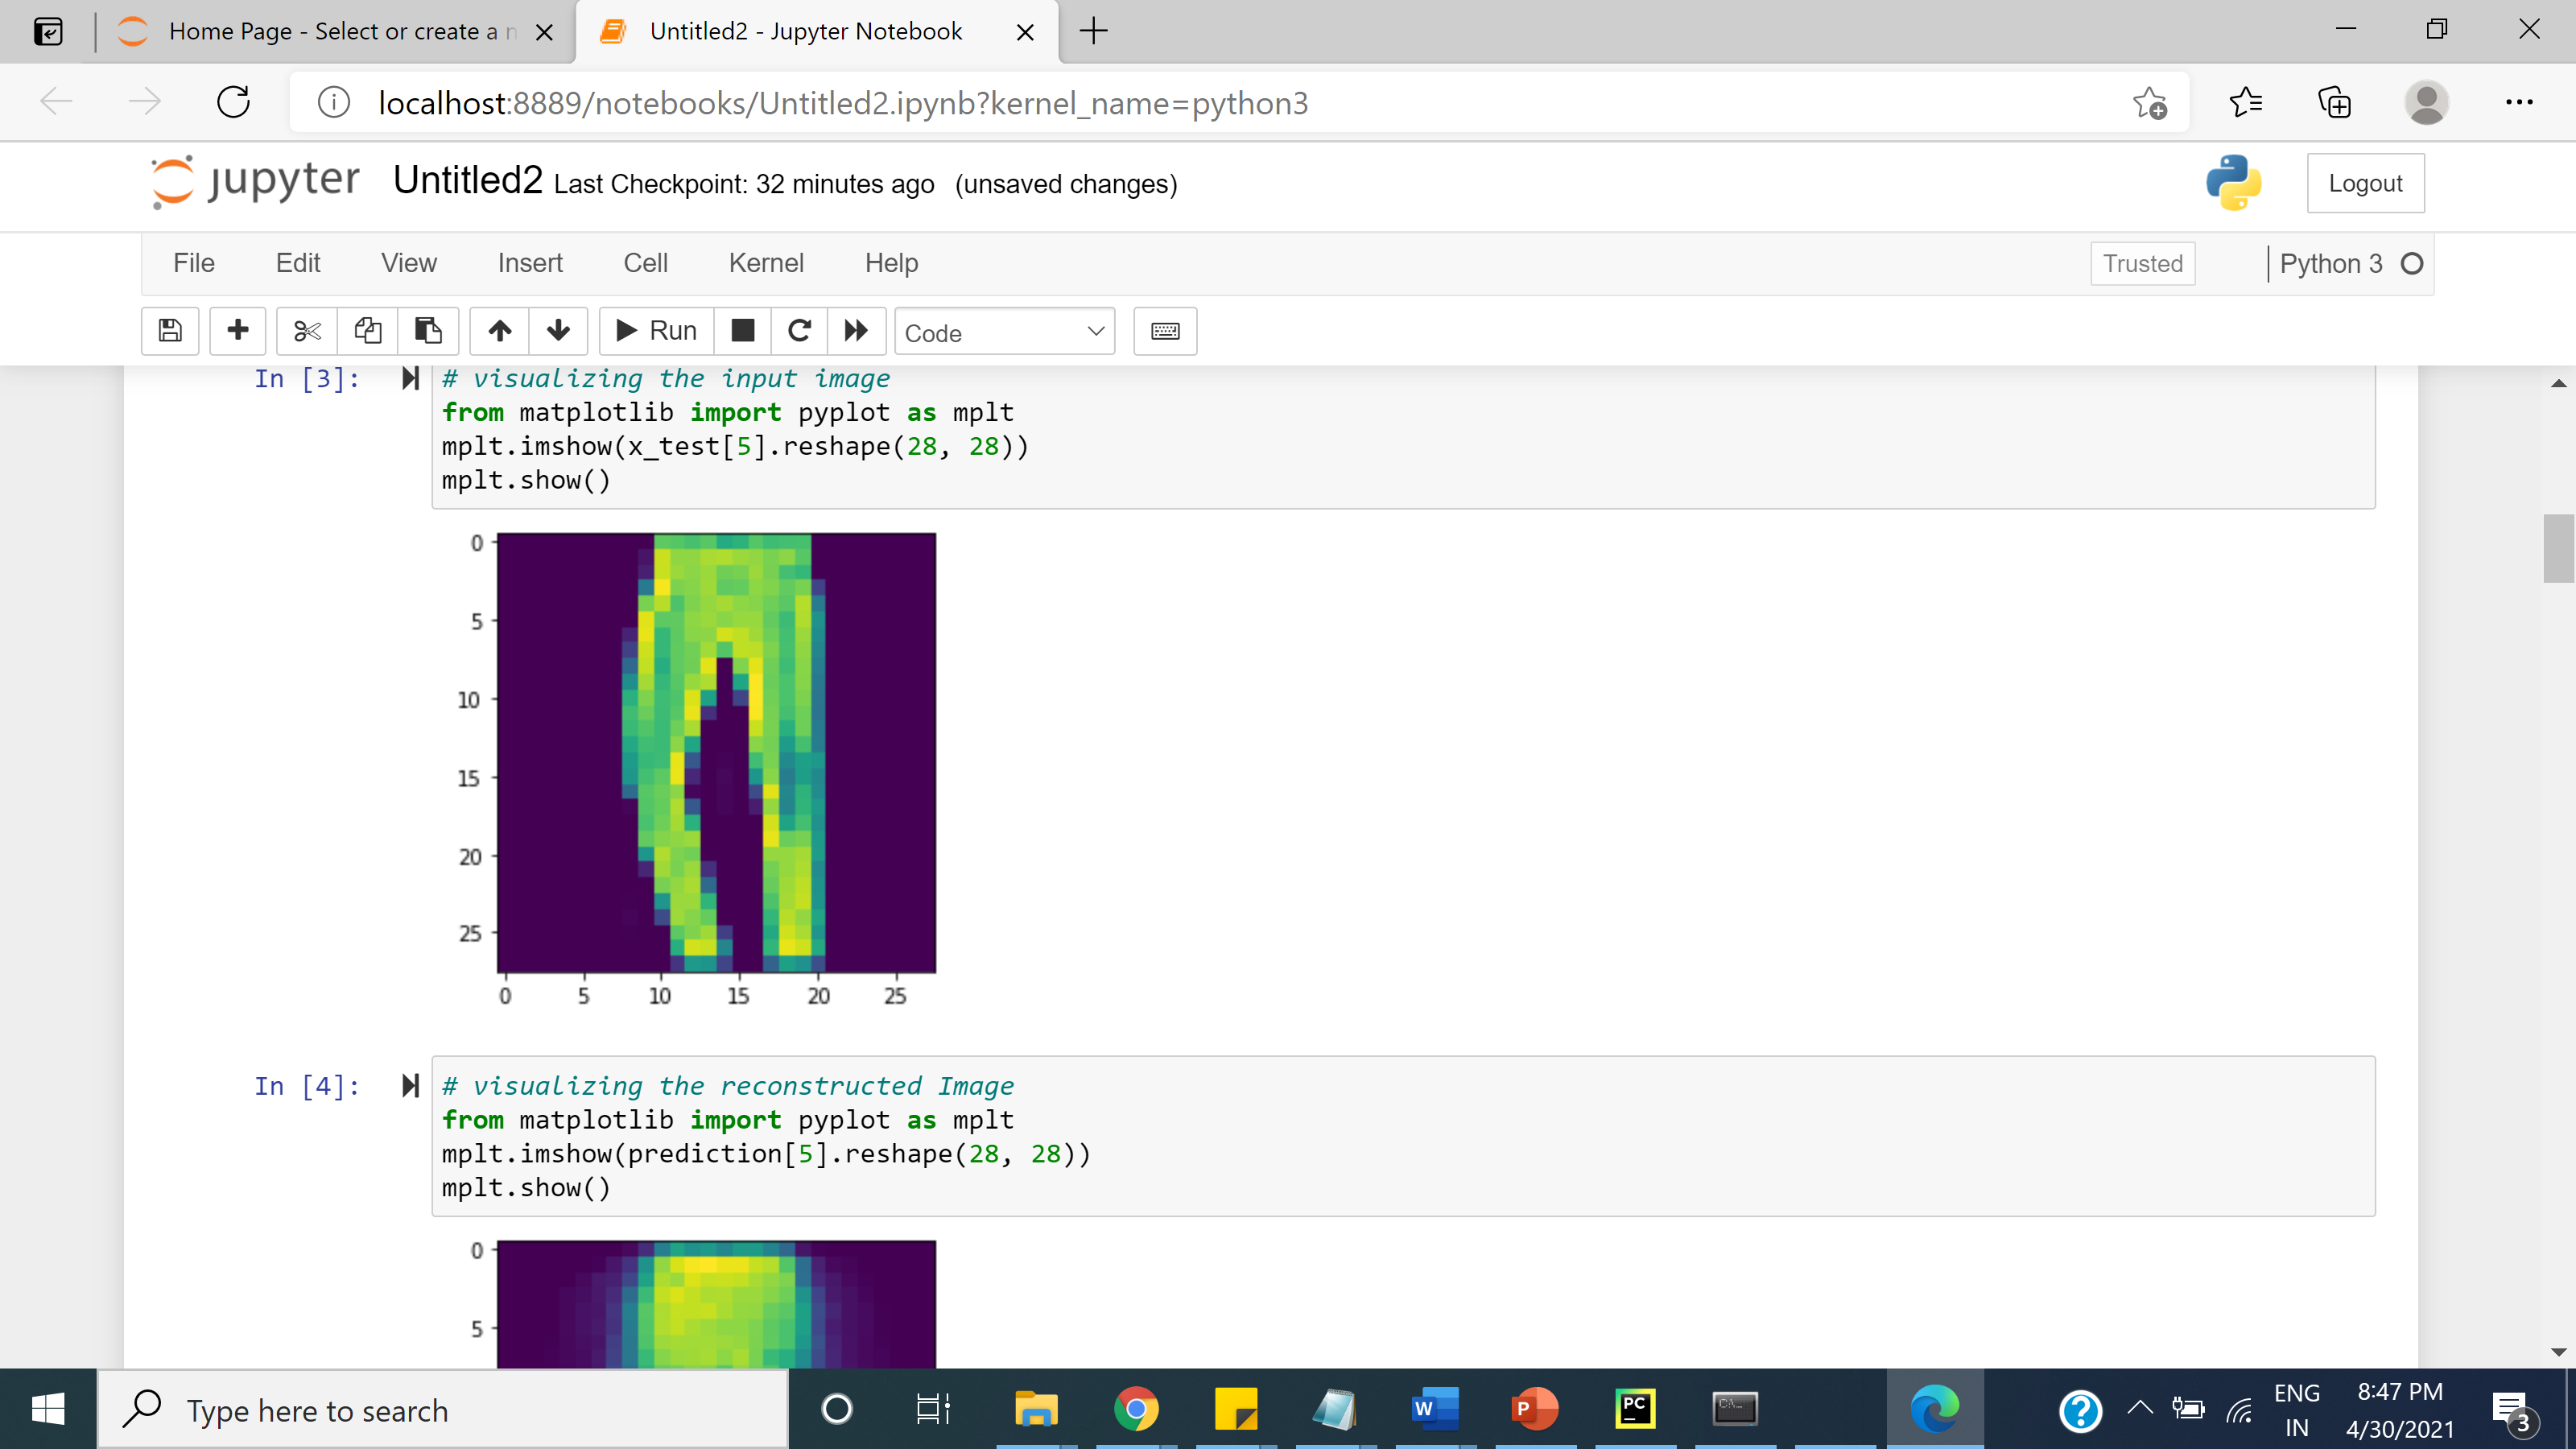 Home Page - Select or create a n
Untitled2 - Jupyter Notebook
localhost:8889/notebooks/Untitled2.ipynb?kernel_name=python3
jupyter Untitled2 Last Checkpoint: 32 minutes ago (unsaved changes)
Logout
File Edit View Insert Cell Kernel Help
Trusted
Python 3
Run
Code
In [3]:
# visualizing the input image
from matplotlib import pyplot as mplt
mplt.imshow(x_test[5].reshape(28, 28))
mplt.show()
0
5
10
15
20
25
0 5 10 15 20 25
In [4]:
# visualizing the reconstructed Image
from matplotlib import pyplot as mplt
mplt.imshow(prediction[5].reshape(28, 28))
mplt.show()
0
5
Type here to search
W
P
PC
C:\
ENG
IN
8:47 PM
4/30/2021
3